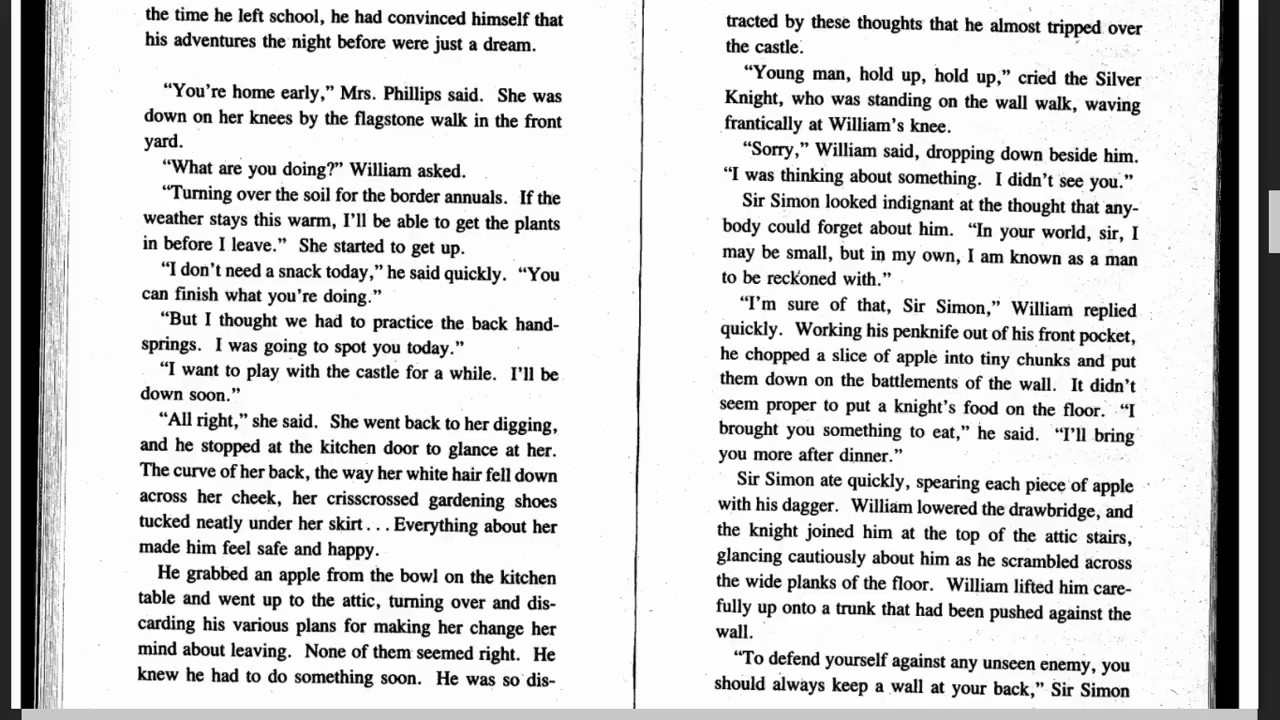 the time he left school, he had convinced himself that
his adventures the night before were just a dream.
“You're home early,” Mrs. Phillips said. She was
down on her knees by the flagstone walk in the front
yard.
“What are you doing?” William asked.
“Turning over the soil for the border annuals. If the
weather stays this warm, I'll be able to get the plants
in before I leave.” She started to get up.
“I don't need a snack today,” he said quickly. “You
can finish what you're doing.”
“But I thought we had to practice the back hand-
springs. I was going to spot you today.”
“I want to play with the castle for a while. I'll be
down soon.”
“All right,” she said. She went back to her digging,
and he stopped at the kitchen door to glance at her.
The curve of her back, the way her white hair fell down
across her cheek, her crisscrossed gardening shoes
tucked neatly under her skirt . . . Everything about her
made him feel safe and happy.
He grabbed an apple from the bowl on the kitchen
table and went up to the attic, turning over and dis-
carding his various plans for making her change her
mind about leaving. None of them seemed right. He
knew he had to do something soon. He was so dis-
tracted by these thoughts that he almost tripped over
the castle.
“Young man, hold up, hold up,” cried the Silver
Knight, who was standing on the wall walk, waving
frantically at William's knee.
“Sorry,” William said, dropping down beside him.
“I was thinking about something. I didn't see you.”
Sir Simon looked indignant at the thought that any-
body could forget about him. “In your world, sir, I
may be small, but in my own, I am known as a man
to be reckoned with.”
“I'm sure of that, Sir Simon,” William replied
quickly. Working his penknife out of his front pocket,
he chopped a slice of apple into tiny chunks and put
them down on the battlements of the wall. It didn't
seem proper to put a knight's food on the floor. “I
brought you something to eat,” he said. “I'll bring
you more after dinner.”
Sir Simon ate quickly, spearing each piece of apple
with his dagger. William lowered the drawbridge, and
the knight joined him at the top of the attic stairs,
glancing cautiously about him as he scrambled across
the wide planks of the floor. William lifted him care-
fully up onto a trunk that had been pushed against the
wall.
“To defend yourself against any unseen enemy, you
should always keep a wall at your back,” Sir Simon